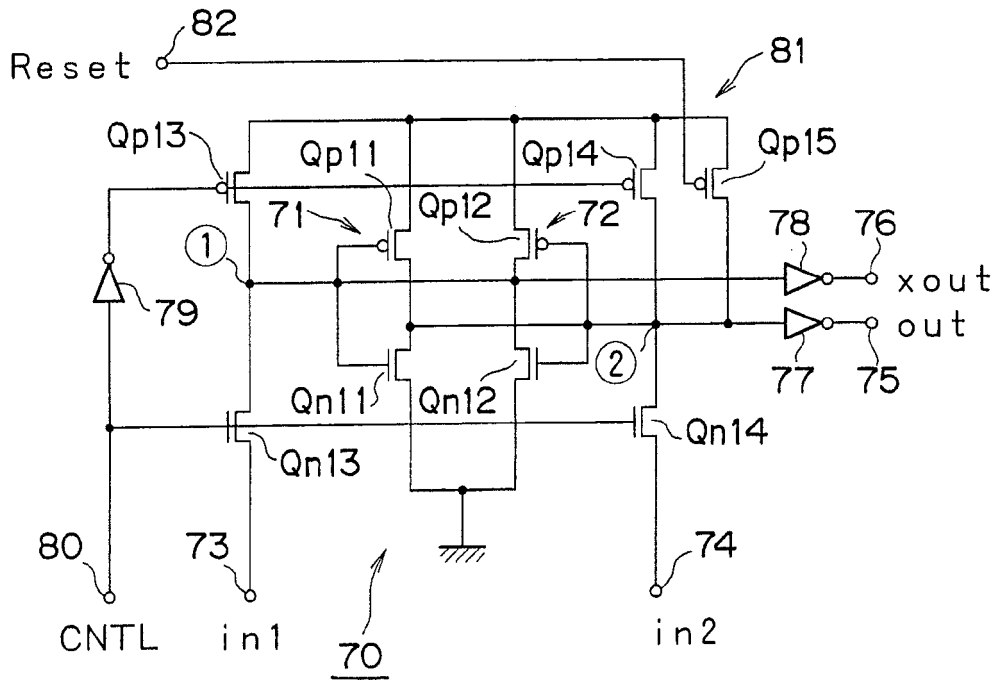 82
Reset
81
Qp13
Qp11
Qp14
Qp15
71
Qp12
72
①
78
76
xout
79
out
②
77
75
Qn11
Qn12
Qn14
Qn13
80
73
74
CNTL
in1
70
in2